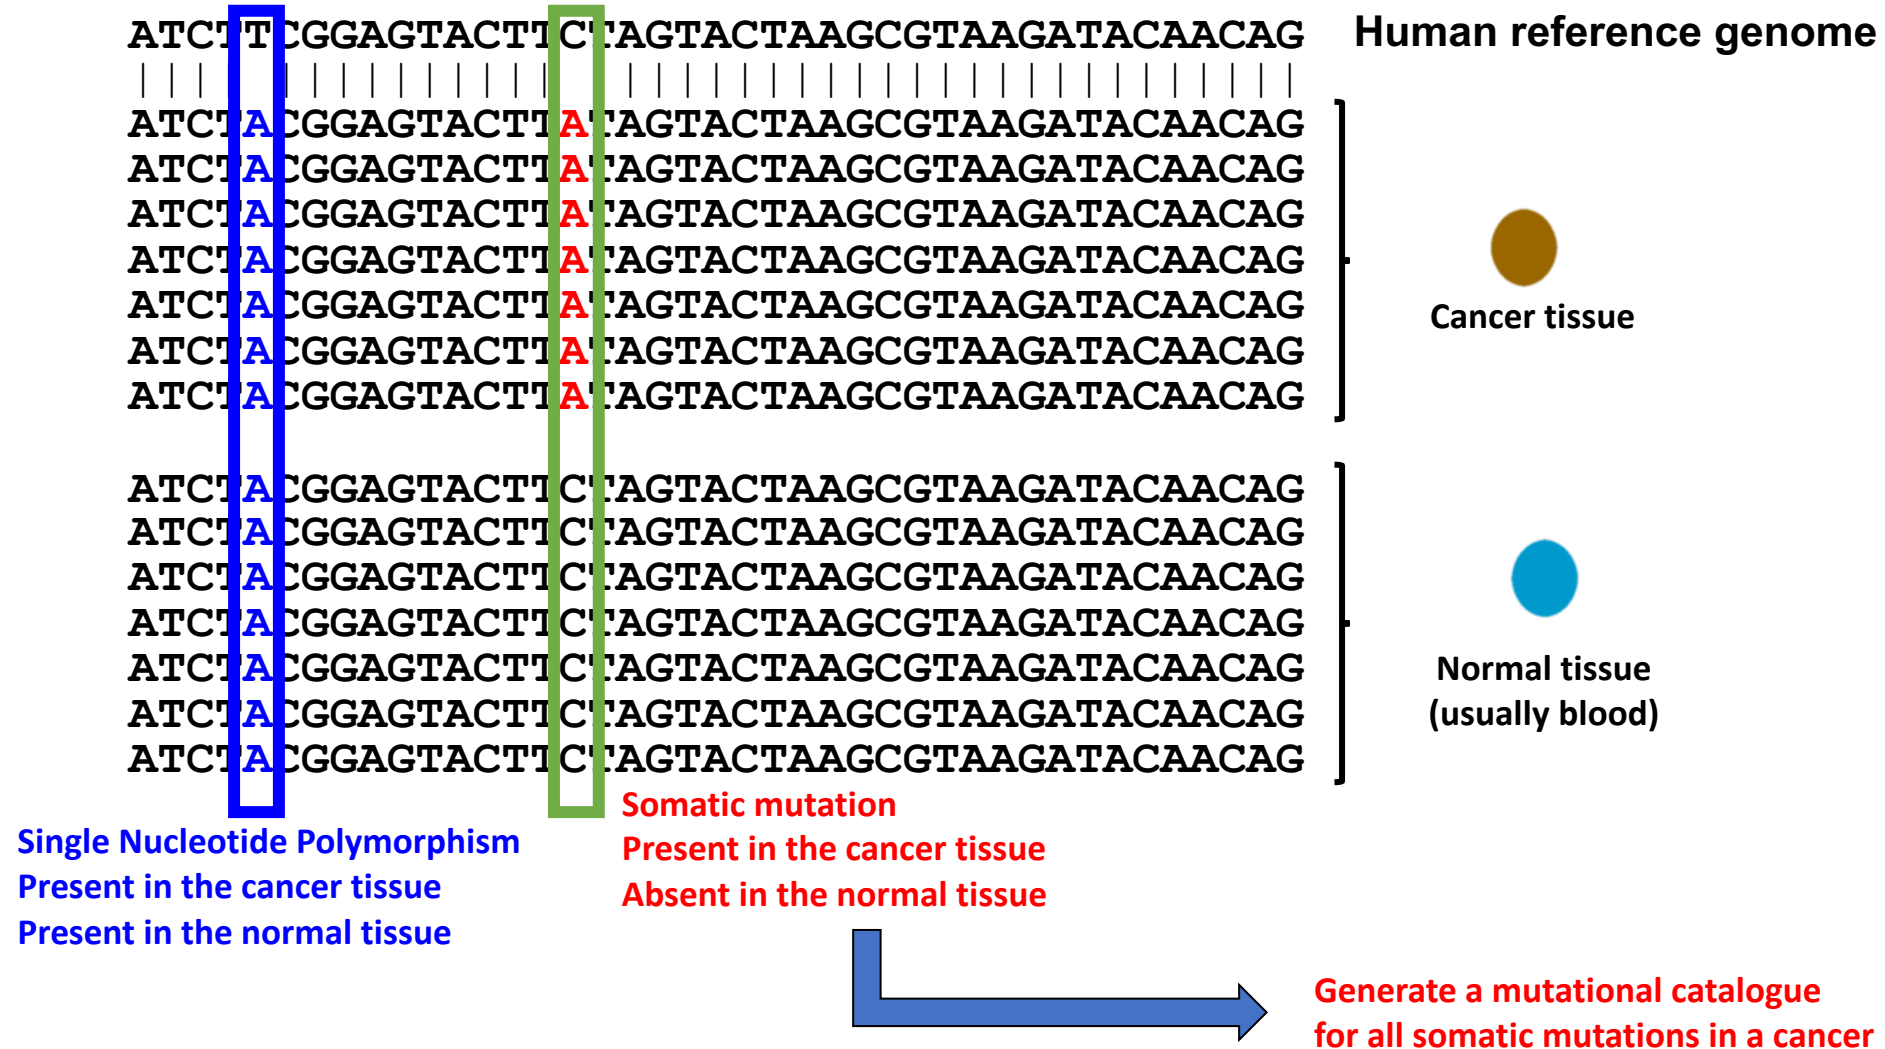 ATCTTCGGAGTACTTCTAGTACTAAGCGTAAGATACAACAG
Human reference genome
ATCTACGGAGTACTTATAGTACTAAGCGTAAGATACAACAG
ATCTACGGAGTACTTATAGTACTAAGCGTAAGATACAACAG
ATCTACGGAGTACTTATAGTACTAAGCGTAAGATACAACAG
ATCTACGGAGTACTTATAGTACTAAGCGTAAGATACAACAG
ATCTACGGAGTACTTATAGTACTAAGCGTAAGATACAACAG
ATCTACGGAGTACTTATAGTACTAAGCGTAAGATACAACAG
ATCTACGGAGTACTTATAGTACTAAGCGTAAGATACAACAG
Cancer tissue
ATCTACGGAGTACTTCTAGTACTAAGCGTAAGATACAACAG
ATCTACGGAGTACTTCTAGTACTAAGCGTAAGATACAACAG
ATCTACGGAGTACTTCTAGTACTAAGCGTAAGATACAACAG
ATCTACGGAGTACTTCTAGTACTAAGCGTAAGATACAACAG
ATCTACGGAGTACTTCTAGTACTAAGCGTAAGATACAACAG
ATCTACGGAGTACTTCTAGTACTAAGCGTAAGATACAACAG
ATCTACGGAGTACTTCTAGTACTAAGCGTAAGATACAACAG
Normal tissue
(usually blood)
Single Nucleotide Polymorphism
Present in the cancer tissue
Present in the normal tissue
Somatic mutation
Present in the cancer tissue
Absent in the normal tissue
Generate a mutational catalogue
for all somatic mutations in a cancer